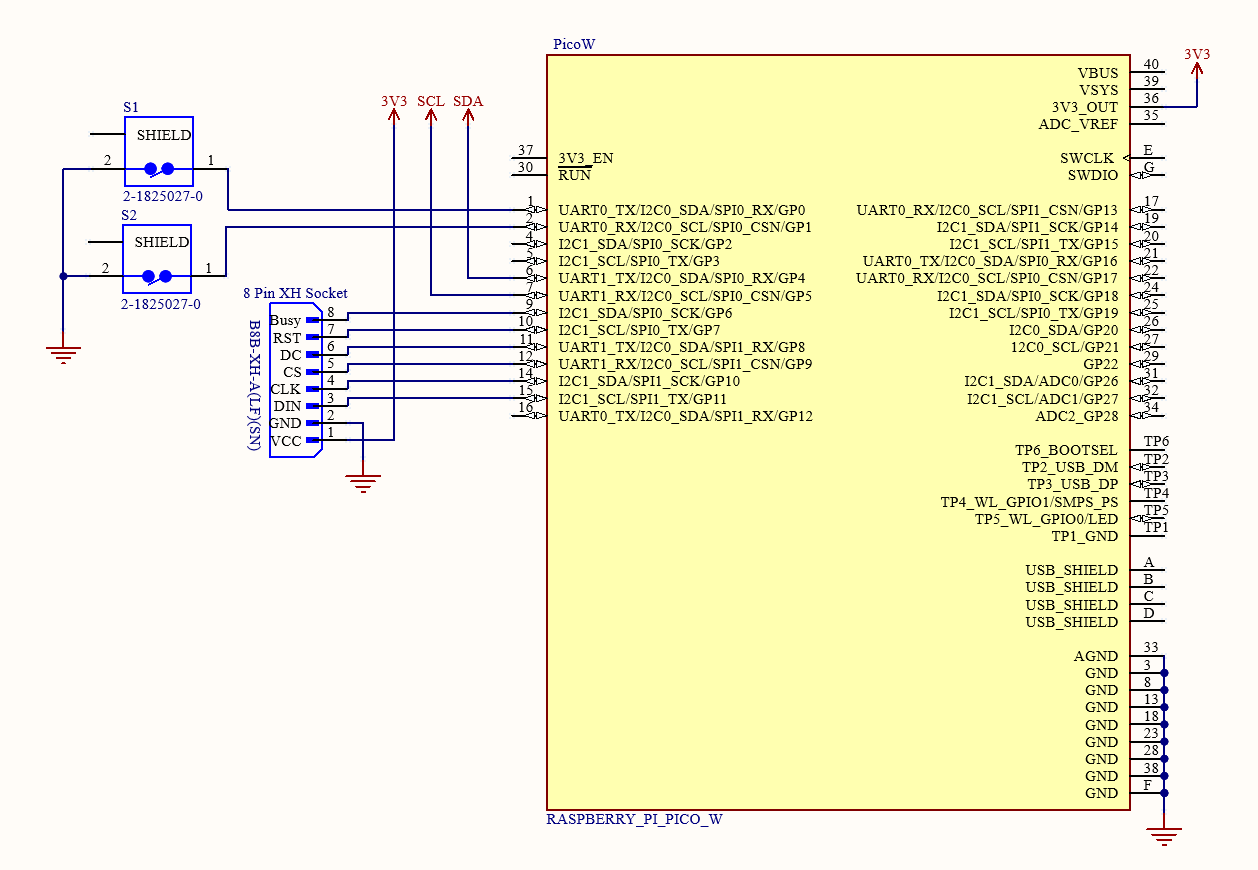 PicoW
3V3
SCL
SDA
3V3
S1
SHIELD
2
1
2-1825027-0
S2
SHIELD
2
1
2-1825027-0
8 Pin XH Socket
B8B-XH-A(LF)(SN)
Busy 8
RST 7
DC 6
CS 5
CLK 4
DIN 3
GND 2
VCC 1
37 3V3_EN
30 RUN
1 UART0_TX/I2C0_SDA/SPI0_RX/GP0
2 UART0_RX/I2C0_SCL/SPI0_CSN/GP1
4 I2C1_SDA/SPI0_SCK/GP2
5 I2C1_SCL/SPI0_TX/GP3
6 UART1_TX/I2C0_SDA/SPI0_RX/GP4
7 UART1_RX/I2C0_SCL/SPI0_CSN/GP5
9 I2C1_SDA/SPI0_SCK/GP6
10 I2C1_SCL/SPI0_TX/GP7
11 UART1_TX/I2C0_SDA/SPI1_RX/GP8
12 UART1_RX/I2C0_SCL/SPI1_CSN/GP9
14 I2C1_SDA/SPI1_SCK/GP10
15 I2C1_SCL/SPI1_TX/GP11
16 UART0_TX/I2C0_SDA/SPI1_RX/GP12
VBUS 40
VSYS 39
3V3_OUT 36
ADC_VREF 35
SWCLK E
SWDIO G
UART0_RX/I2C0_SCL/SPI1_CSN/GP13 17
I2C1_SDA/SPI1_SCK/GP14 19
I2C1_SCL/SPI1_TX/GP15 20
UART0_TX/I2C0_SDA/SPI0_RX/GP16 21
UART0_RX/I2C0_SCL/SPI0_CSN/GP17 22
I2C1_SDA/SPI0_SCK/GP18 24
I2C1_SCL/SPI0_TX/GP19 25
I2C0_SDA/GP20 26
12C0_SCL/GP21 27
GP22 29
I2C1_SDA/ADC0/GP26 31
I2C1_SCL/ADC1/GP27 32
ADC2_GP28 34
TP6_BOOTSEL TP6
TP2_USB_DM TP2
TP3_USB_DP TP3
TP4_WL_GPIO1/SMPS_PS TP4
TP5_WL_GPIO0/LED TP5
TP1_GND TP1
USB_SHIELD A
USB_SHIELD B
USB_SHIELD C
USB_SHIELD D
AGND 33
GND 3
GND 8
GND 13
GND 18
GND 23
GND 28
GND 38
GND F
RASPBERRY_PI_PICO_W